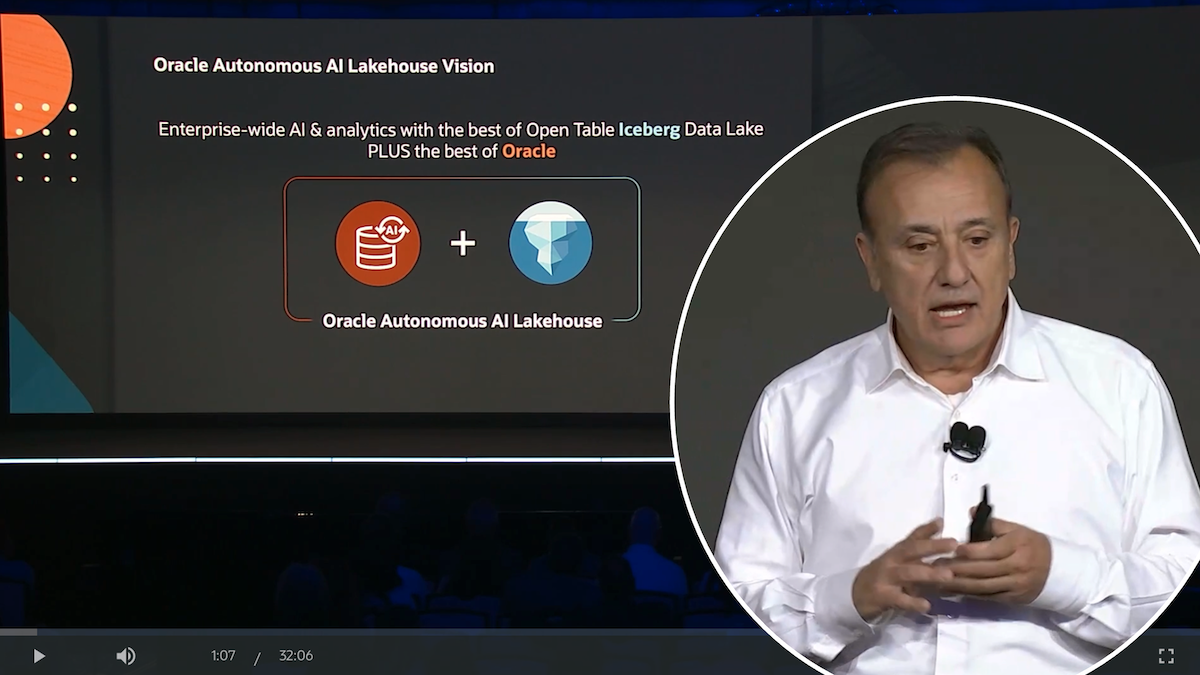 Oracle Autonomous AI Lakehouse Vision
Enterprise-wide AI & analytics with the best of Open Table Iceberg Data Lake
PLUS the best of Oracle
AI
+
Oracle Autonomous AI Lakehouse
1:07 / 32:06